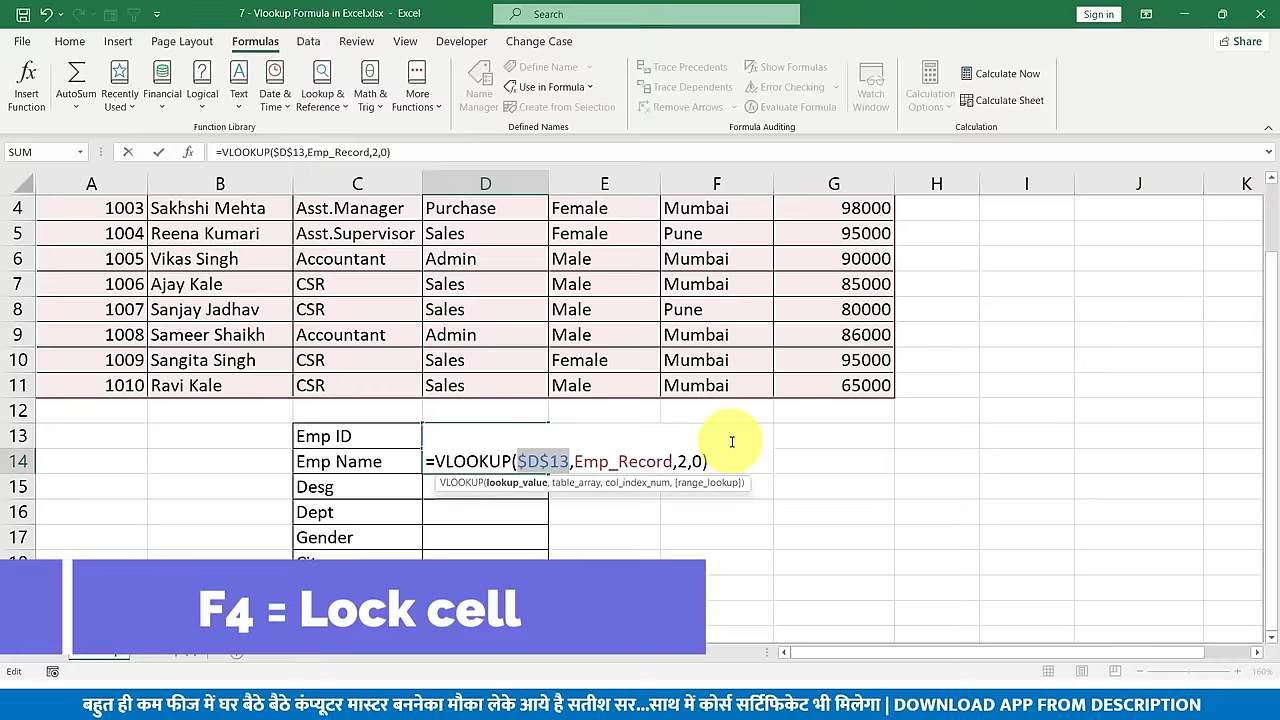 7 - Vlookup Formula in Excel.xlsx - Excel
Search
Sign in
File Home Insert Page Layout Formulas Data Review View Developer Change Case
Share
Insert Function
AutoSum
Recently Used
Financial
Logical
Text
Date & Time
Lookup & Reference
Math & Trig
More Functions
Function Library
Name Manager
Define Name
Use in Formula
Create from Selection
Defined Names
Trace Precedents
Trace Dependents
Remove Arrows
Show Formulas
Error Checking
Evaluate Formula
Formula Auditing
Watch Window
Calculation Options
Calculate Now
Calculate Sheet
Calculation
SUM
fx
=VLOOKUP($D$13,Emp_Record,2,0)
A B C D E F G H I J K
4 1003 Sakhshi Mehta Asst.Manager Purchase Female Mumbai 98000
5 1004 Reena Kumari Asst.Supervisor Sales Female Pune 95000
6 1005 Vikas Singh Accountant Admin Male Mumbai 90000
7 1006 Ajay Kale CSR Sales Male Mumbai 85000
8 1007 Sanjay Jadhav CSR Sales Male Pune 80000
9 1008 Sameer Shaikh Accountant Admin Male Mumbai 86000
10 1009 Sangita Singh CSR Sales Female Mumbai 95000
11 1010 Ravi Kale CSR Sales Male Mumbai 65000
12
13 Emp ID
14 Emp Name =VLOOKUP($D$13,Emp_Record,2,0)
VLOOKUP(lookup_value, table_array, col_index_num, [range_lookup])
15 Desg
16 Dept
17 Gender
F4 = Lock cell
Edit
160%
बहुत ही कम फीज में घर बैठे बैठे कंप्यूटर मास्टर बननेका मौका लेके आये है सतीश सर...साथ में कोर्स सर्टिफिकेट भी मिलेगा | DOWNLOAD APP FROM DESCRIPTION